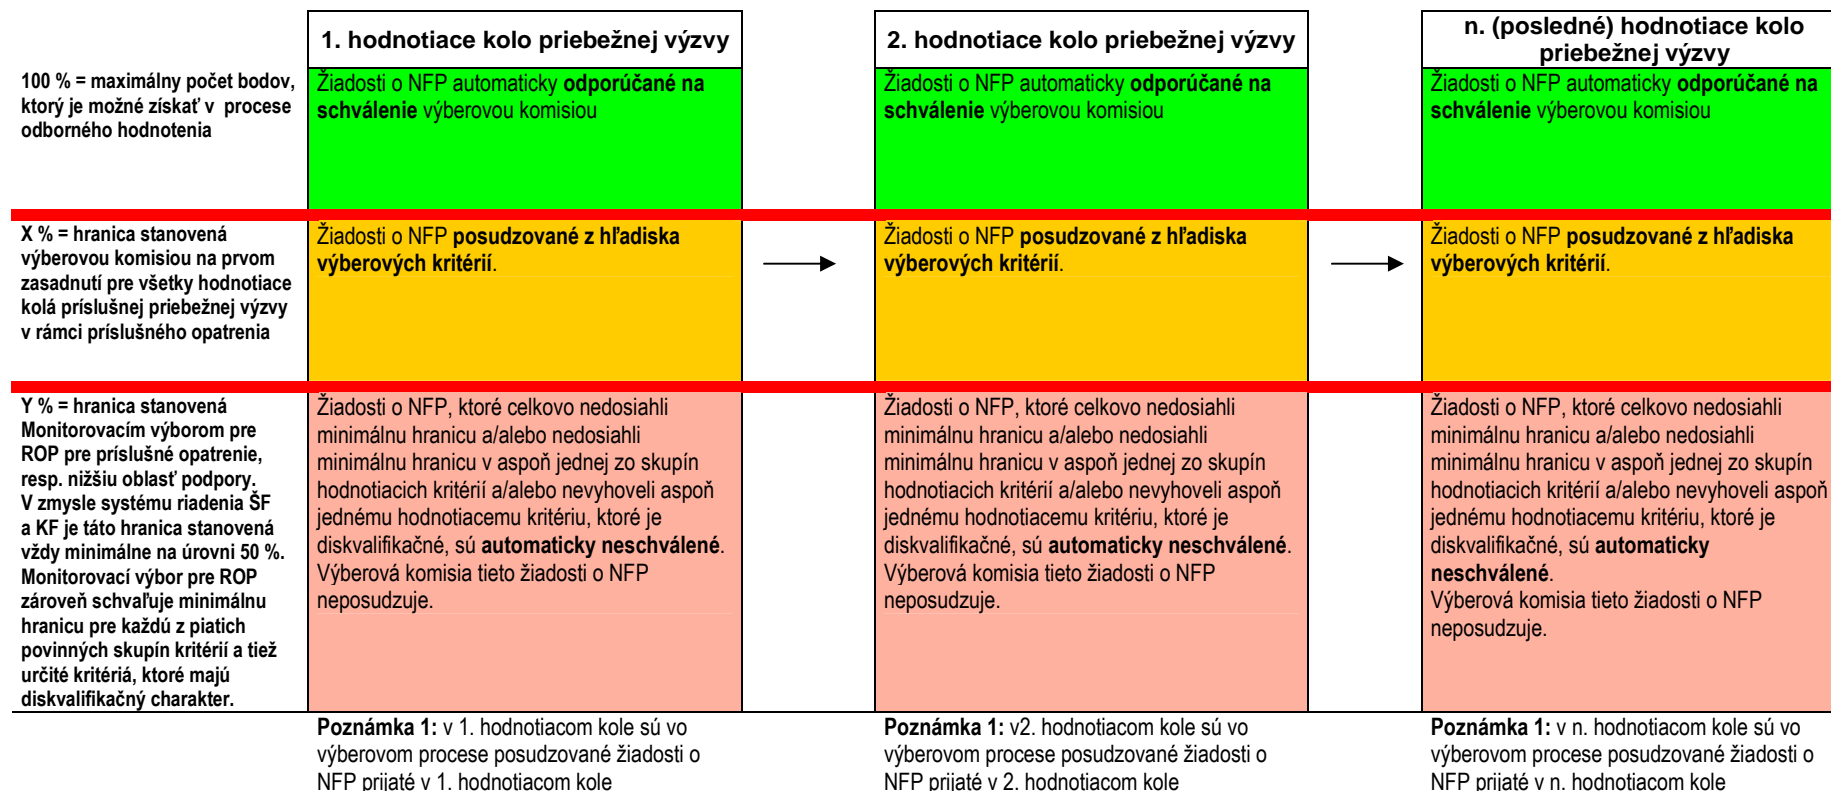 1. hodnotiace kolo priebežnej výzvy
2. hodnotiace kolo priebežnej výzvy
n. (posledné) hodnotiace kolo
priebežnej výzvy
100 % = maximálny počet bodov,
ktorý je možné získať v procese
odborného hodnotenia
Žiadosti o NFP automaticky odporúčané na
schválenie výberovou komisiou
Žiadosti o NFP automaticky odporúčané na
schválenie výberovou komisiou
Žiadosti o NFP automaticky odporúčané na
schválenie výberovou komisiou
X % = hranica stanovená
výberovou komisiou na prvom
zasadnutí pre všetky hodnotiace
kolá príslušnej priebežnej výzvy
v rámci príslušného opatrenia
Žiadosti o NFP posudzované z hľadiska
výberových kritérií.
Žiadosti o NFP posudzované z hľadiska
výberových kritérií.
Žiadosti o NFP posudzované z hľadiska
výberových kritérií.
Y % = hranica stanovená
Monitorovacím výborom pre
ROP pre príslušné opatrenie,
resp. nižšiu oblasť podpory.
V zmysle systému riadenia ŠF
a KF je táto hranica stanovená
vždy minimálne na úrovni 50 %.
Monitorovací výbor pre ROP
zároveň schvaľuje minimálnu
hranicu pre každú z piatich
povinných skupín kritérií a tiež
určité kritériá, ktoré majú
diskvalifikačný charakter.
Žiadosti o NFP, ktoré celkovo nedosiahli
minimálnu hranicu a/alebo nedosiahli
minimálnu hranicu v aspoň jednej zo skupín
hodnotiacich kritérií a/alebo nevyhoveli aspoň
jednému hodnotiacemu kritériu, ktoré je
diskvalifikačné, sú automaticky neschválené.
Výberová komisia tieto žiadosti o NFP
neposudzuje.
Žiadosti o NFP, ktoré celkovo nedosiahli
minimálnu hranicu a/alebo nedosiahli
minimálnu hranicu v aspoň jednej zo skupín
hodnotiacich kritérií a/alebo nevyhoveli aspoň
jednému hodnotiacemu kritériu, ktoré je
diskvalifikačné, sú automaticky neschválené.
Výberová komisia tieto žiadosti o NFP
neposudzuje.
Žiadosti o NFP, ktoré celkovo nedosiahli
minimálnu hranicu a/alebo nedosiahli
minimálnu hranicu v aspoň jednej zo skupín
hodnotiacich kritérií a/alebo nevyhoveli aspoň
jednému hodnotiacemu kritériu, ktoré je
diskvalifikačné, sú automaticky
neschválené.
Výberová komisia tieto žiadosti o NFP
neposudzuje.
Poznámka 1: v 1. hodnotiacom kole sú vo
výberovom procese posudzované žiadosti o
NFP prijaté v 1. hodnotiacom kole
Poznámka 1: v2. hodnotiacom kole sú vo
výberovom procese posudzované žiadosti o
NFP prijaté v 2. hodnotiacom kole
Poznámka 1: v n. hodnotiacom kole sú vo
výberovom procese posudzované žiadosti o
NFP prijaté v n. hodnotiacom kole